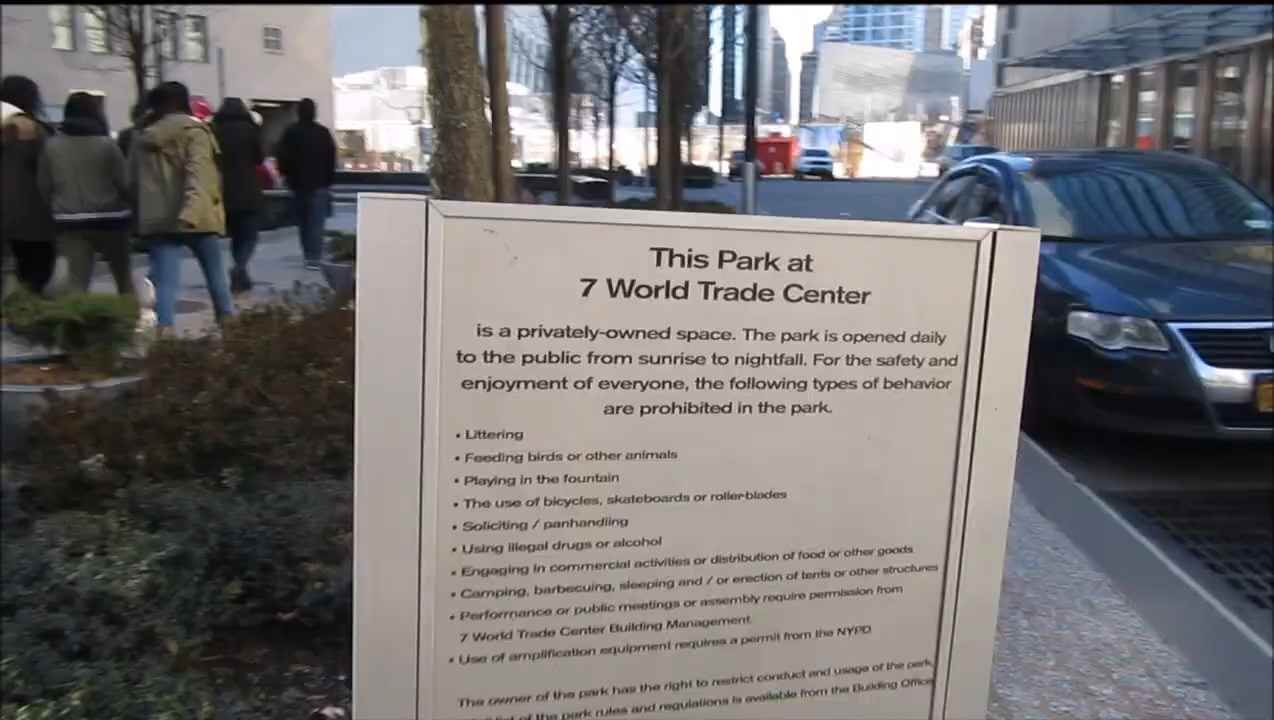 This Park at
7 World Trade Center
is a privately-owned space. The park is opened daily
to the public from sunrise to nightfall. For the safety and
enjoyment of everyone, the following types of behavior
are prohibited in the park.
• Littering
• Feeding birds or other animals
• Playing in the fountain
• The use of bicycles, skateboards or roller-blades
• Soliciting / panhandling
• Using illegal drugs or alcohol
• Engaging in commercial activities or distribution of food or other goods
• Camping, barbecuing, sleeping and / or erection of tents or other structures
• Performance or public meetings or assembly require permission from
7 World Trade Center Building Management.
• Use of amplification equipment requires a permit from the NYPD
The owner of the park has the right to restrict conduct and usage of the park.
list of the park rules and regulations is available from the Building Office